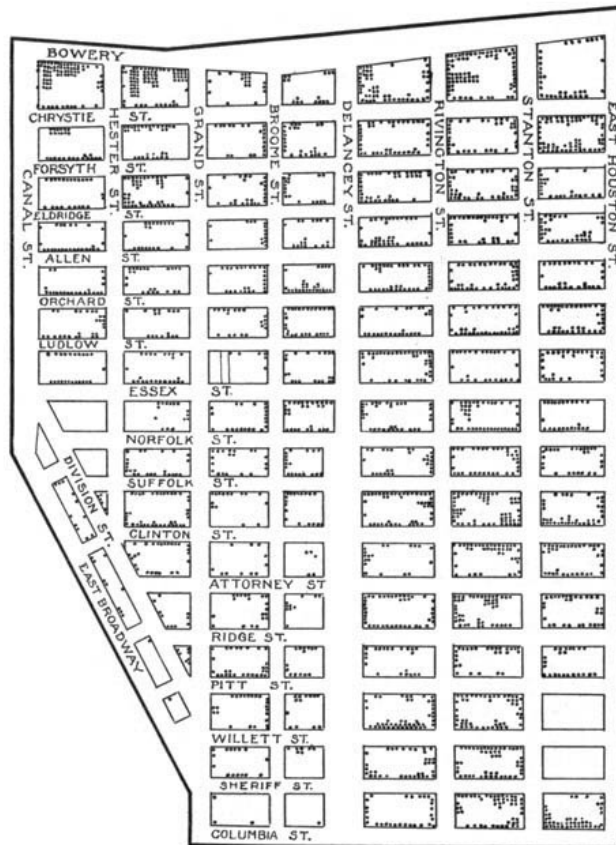 BOWERY
CHRYSTIE ST.
FORSYTH ST.
ELDRIDGE ST.
ALLEN ST.
ORCHARD ST.
LUDLOW ST.
ESSEX ST.
NORFOLK ST.
SUFFOLK ST.
CLINTON ST.
ATTORNEY ST
RIDGE ST.
PITT ST.
WILLETT ST.
SHERIFF ST.
COLUMBIA ST.
CANAL ST.
HESTER ST.
GRAND ST.
BROOME ST.
DELANCEY ST.
RIVINGTON ST.
STANTON ST.
EAST HOUSTON ST.
DIVISION ST.
EAST BROADWAY